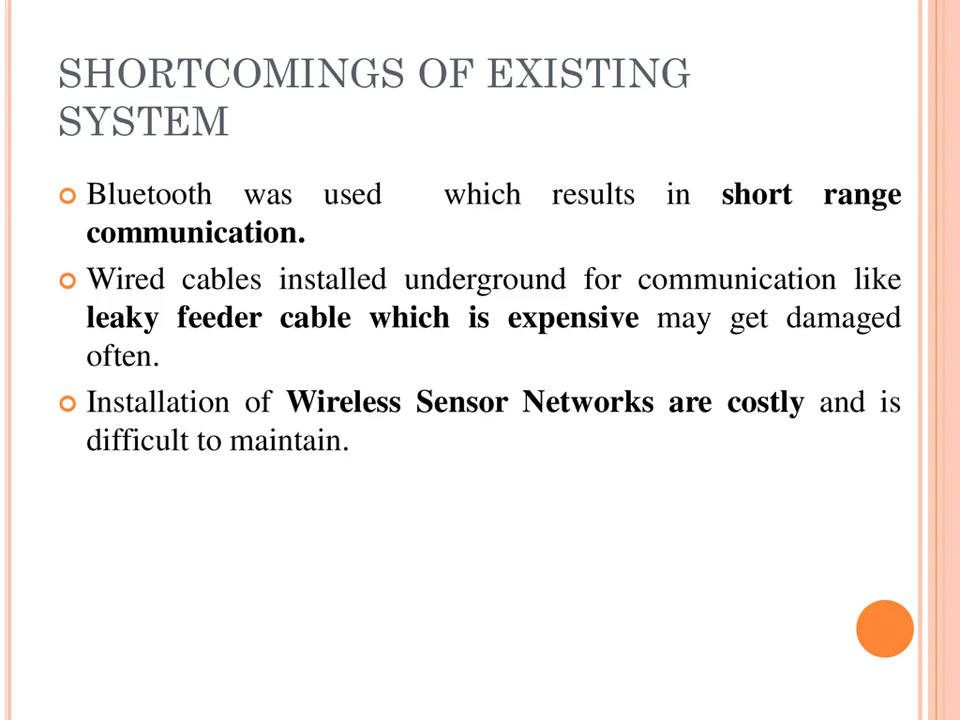 SHORTCOMINGS OF EXISTING
SYSTEM
Bluetooth was used which results in short range
communication.
Wired cables installed underground for communication like
leaky feeder cable which is expensive may get damaged
often.
Installation of Wireless Sensor Networks are costly and is
difficult to maintain.